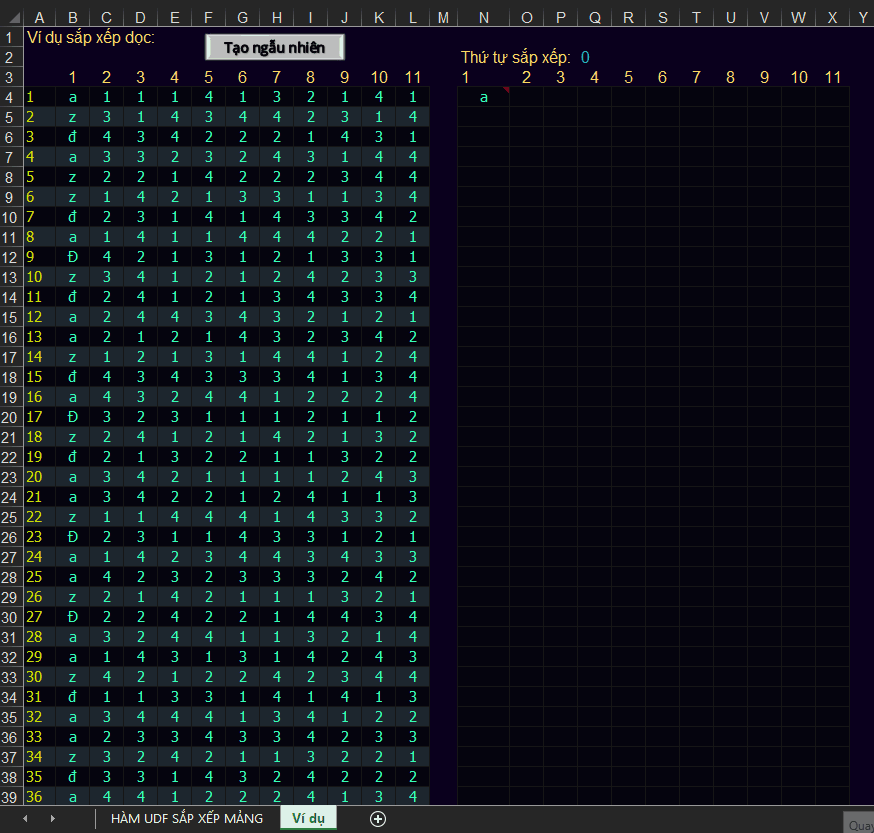 A B C D E F G H I J K L M N O P Q R S T U V W X Y
1 Ví dụ sắp xếp dọc: Tạo ngẫu nhiên
2 Thứ tự sắp xếp: 0
3 1 2 3 4 5 6 7 8 9 10 11 1 2 3 4 5 6 7 8 9 10 11
4 1 a 1 1 1 4 1 3 2 1 4 1 a
5 2 z 3 1 4 3 4 4 2 3 1 4
6 3 đ 4 3 4 2 2 2 1 4 3 1
7 4 a 3 3 2 3 2 4 3 1 4 4
8 5 z 2 2 1 4 2 2 2 3 4 4
9 6 z 1 4 2 1 3 3 1 1 3 4
10 7 đ 2 3 1 4 1 4 3 3 4 2
11 8 a 1 4 1 1 4 4 4 2 2 1
12 9 Đ 4 2 1 3 1 2 1 3 3 1
13 10 z 3 4 1 2 1 2 4 2 3 3
14 11 đ 2 4 1 2 1 3 4 3 3 4
15 12 a 2 4 4 3 4 3 2 1 2 1
16 13 a 2 1 2 1 4 3 2 3 4 2
17 14 z 1 2 1 3 1 4 4 1 2 4
18 15 đ 4 3 4 3 3 3 4 1 3 4
19 16 a 4 3 2 4 4 1 2 2 2 4
20 17 Đ 3 2 3 1 1 1 2 1 1 2
21 18 z 2 4 1 2 1 4 2 1 3 2
22 19 đ 2 1 3 2 2 1 1 3 2 2
23 20 a 3 4 2 1 1 1 1 2 4 3
24 21 a 3 4 2 2 1 2 4 1 1 3
25 22 z 1 1 4 4 4 1 4 3 3 2
26 23 Đ 2 3 1 1 4 3 3 1 2 1
27 24 a 1 4 2 3 4 4 3 4 3 3
28 25 a 4 2 3 2 3 3 3 2 4 2
29 26 z 2 1 4 2 1 1 1 3 2 1
30 27 Đ 2 2 4 2 2 1 4 4 3 4
31 28 a 3 2 4 4 1 1 3 2 1 4
32 29 a 1 4 3 1 3 1 4 2 4 3
33 30 z 4 2 1 2 2 4 2 3 4 4
34 31 đ 1 1 3 3 1 4 1 4 1 3
35 32 a 3 4 4 4 1 3 4 1 2 2
36 33 a 2 3 3 4 3 3 4 2 3 3
37 34 z 3 2 4 2 1 1 3 2 2 1
38 35 đ 3 3 1 4 3 2 4 2 2 2
39 36 a 4 4 1 2 2 2 4 1 3 4
HÀM UDF SẮP XẾP MẢNG Ví dụ
Quay